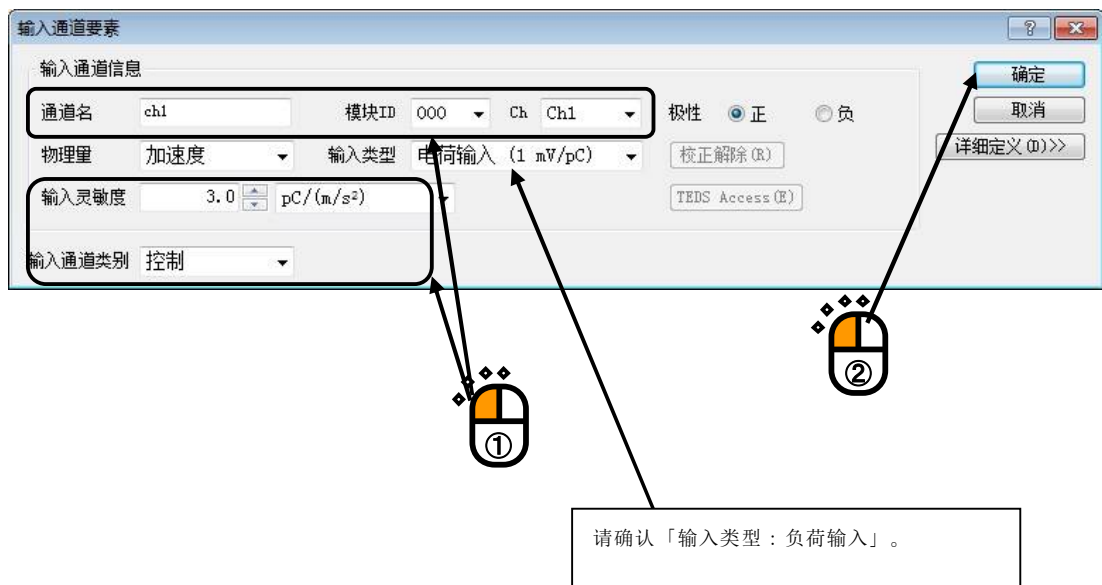 输入通道要素
输入通道信息
确定
通道名 ch1 模块ID 000 Ch Ch1 极性 正 负
取消
物理量 加速度 输入类型 电荷输入 (1 mV/pC) 校正解除(R)
详细定义(D)>>
输入灵敏度 3.0 pC/(m/s²) TEDS Access(E)
输入通道类别 控制
②
①
请确认「输入类型：负荷输入」。